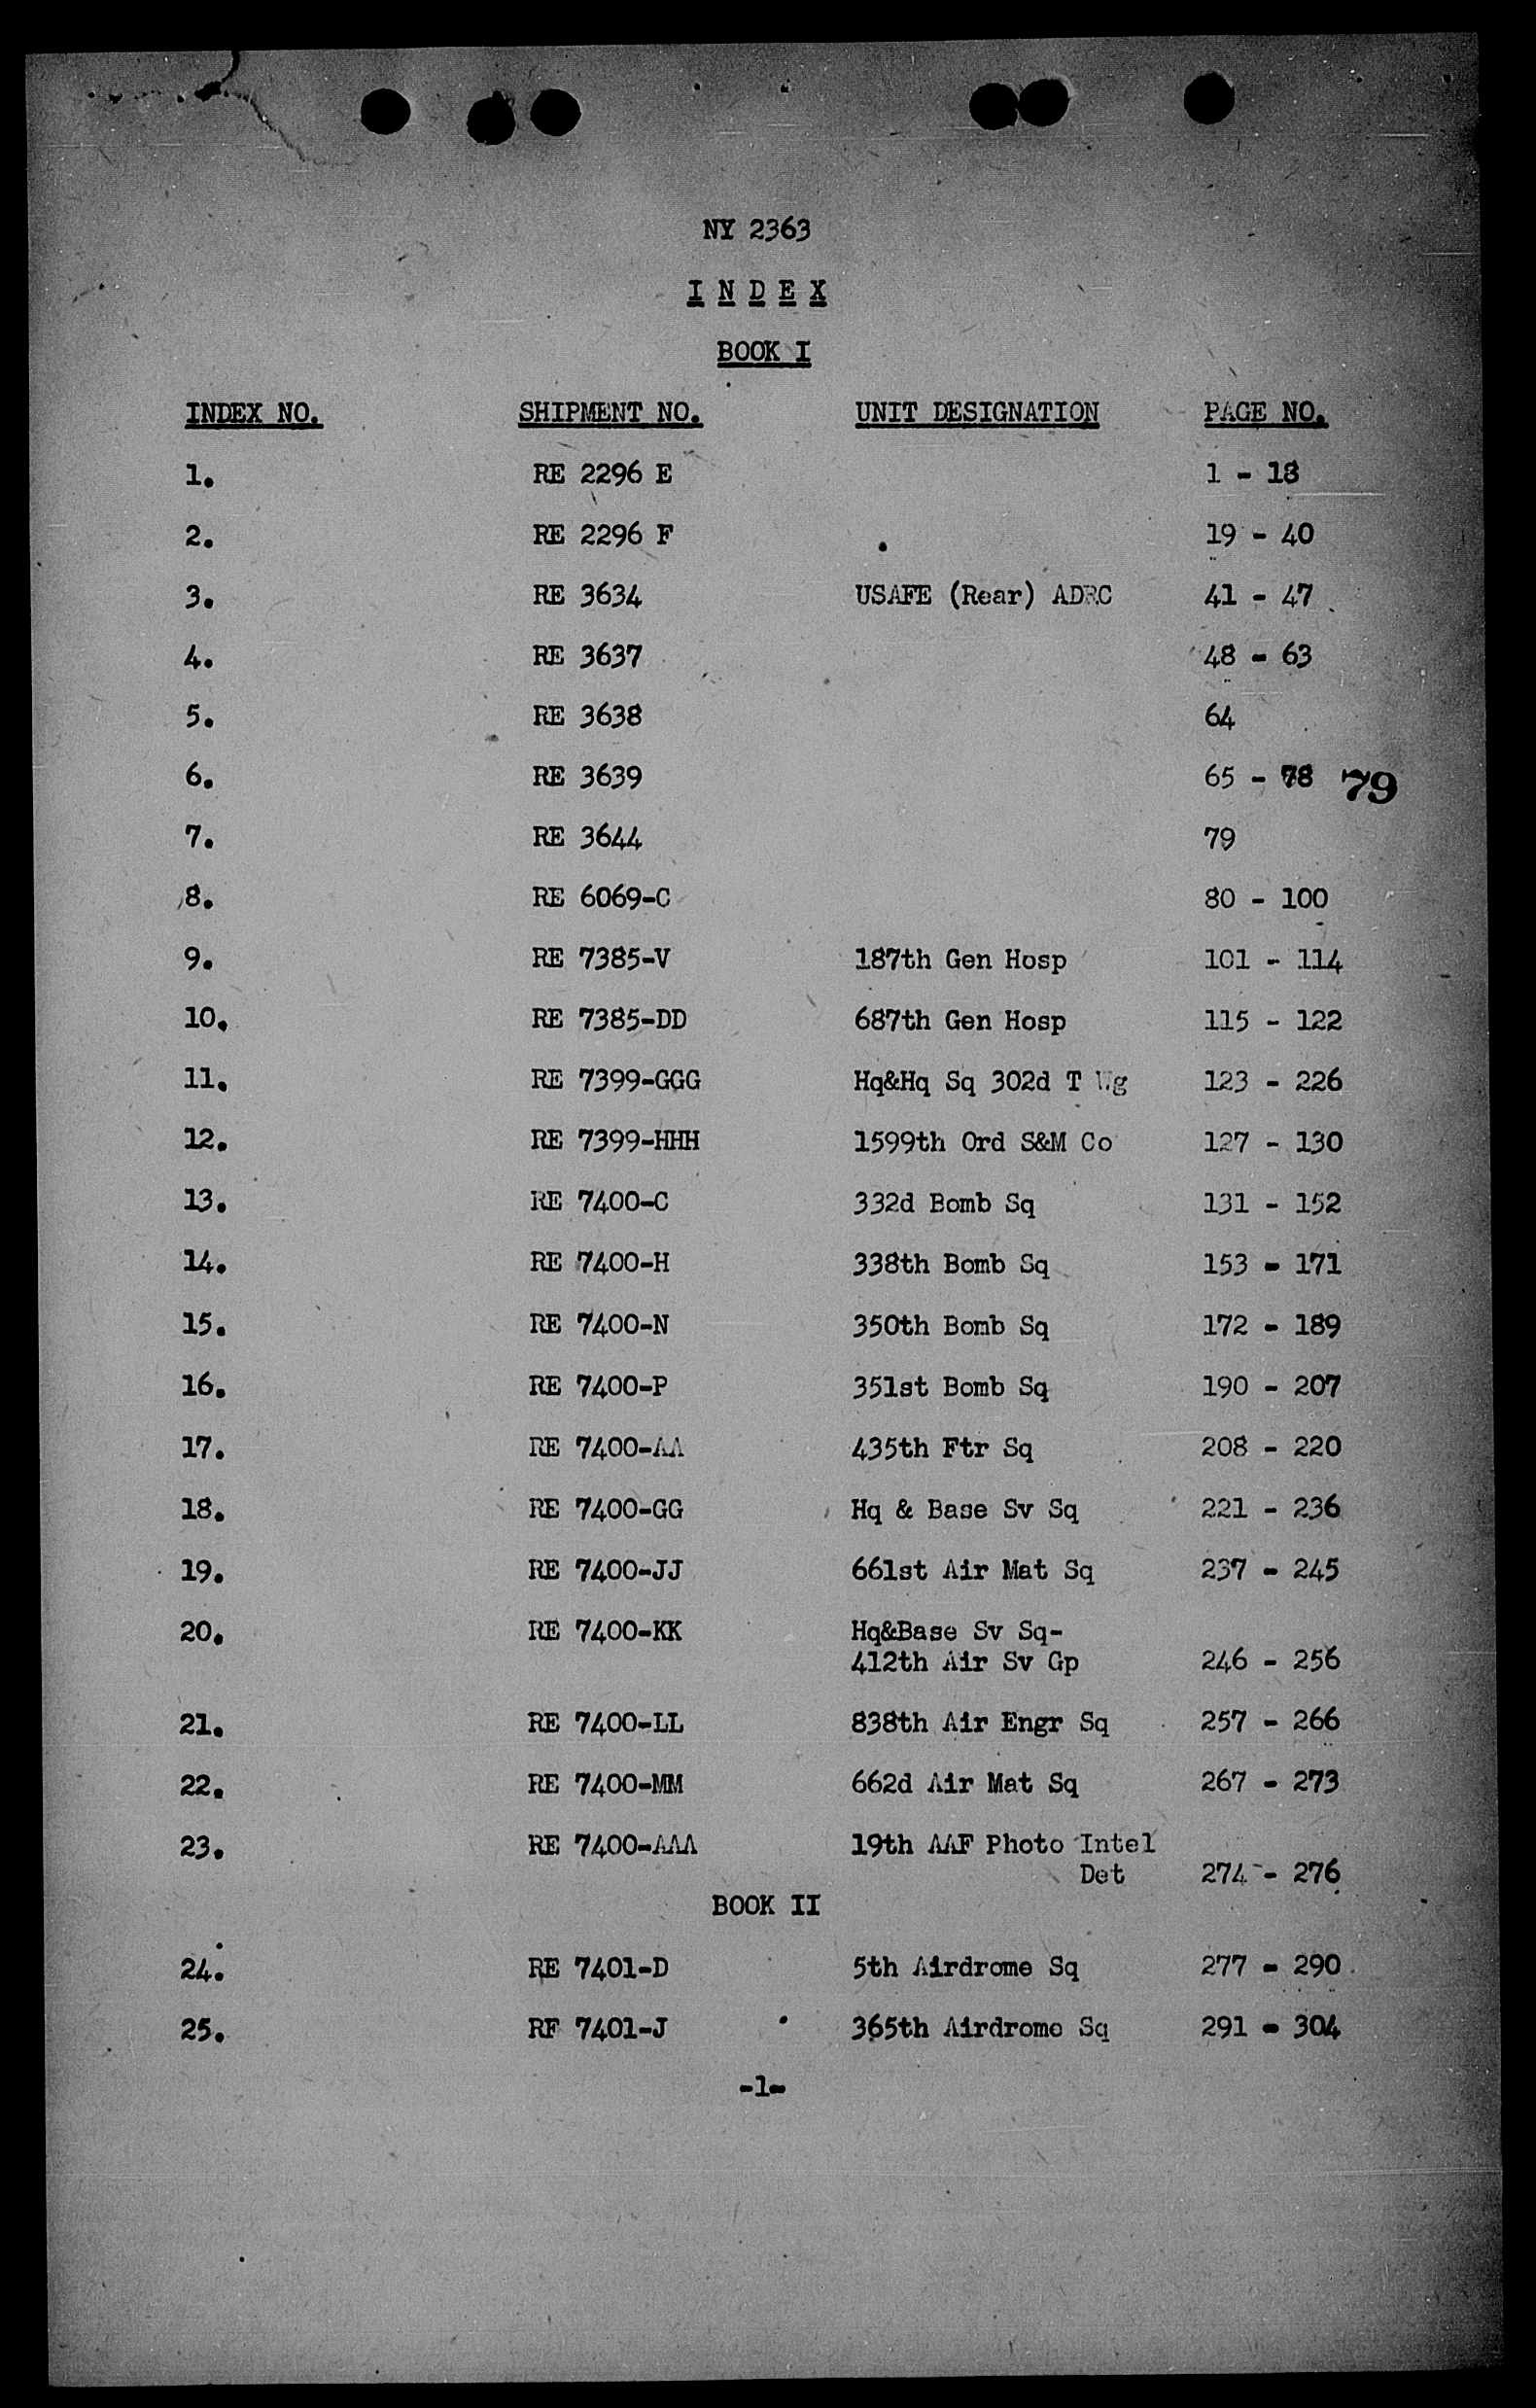 NY 2363
I N D E X
BOOK I
INDEX NO. SHIPMENT NO. UNIT DESIGNATION PAGE NO.
1. RE 2296 E 1 - 18
2. RE 2296 F 19 - 40
3. RE 3634 USAFE (Rear) ADRC 41 - 47
4. RE 3637 48 - 63
5. RE 3638 64
6. RE 3639 65 - 78 79
7. RE 3644 79
8. RE 6069-C 80 - 100
9. RE 7385-V 187th Gen Hosp 101 - 114
10. RE 7385-DD 687th Gen Hosp 115 - 122
11. RE 7399-GGG Hq&Hq Sq 302d T Wg 123 - 226
12. RE 7399-HHH 1599th Ord S&M Co 127 - 130
13. RE 7400-C 332d Bomb Sq 131 - 152
14. RE 7400-H 338th Bomb Sq 153 - 171
15. RE 7400-N 350th Bomb Sq 172 - 189
16. RE 7400-P 351st Bomb Sq 190 - 207
17. RE 7400-AA 435th Ftr Sq 208 - 220
18. RE 7400-GG Hq & Base Sv Sq 221 - 236
19. RE 7400-JJ 661st Air Mat Sq 237 - 245
20. RE 7400-KK Hq&Base Sv Sq-
412th Air Sv Gp 246 - 256
21. RE 7400-LL 838th Air Engr Sq 257 - 266
22. RE 7400-MM 662d Air Mat Sq 267 - 273
23. RE 7400-AAA 19th AAF Photo Intel
Det 274 - 276
BOOK II
24. RE 7401-D 5th Airdrome Sq 277 - 290
25. RF 7401-J 365th Airdrome Sq 291 - 304
-1-